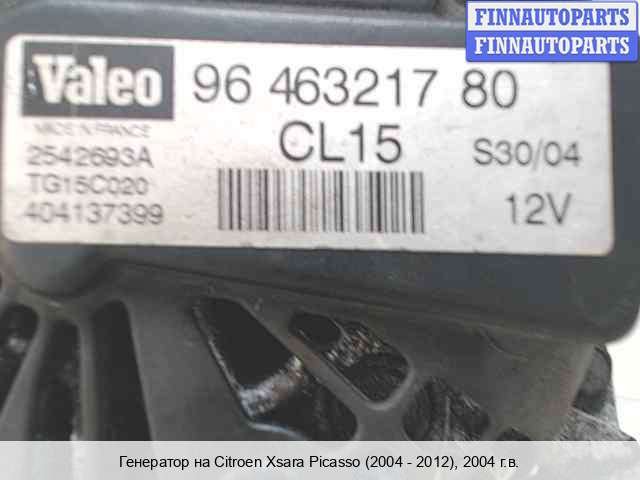 FINNAUTOPARTS
FINNAUTOPARTS
Valeo 96 463217 80
MADE IN FRANCE
CL15
2542693A
S30/04
TG15C020
404137399
12V
Генератор на Citroen Xsara Picasso (2004 - 2012), 2004 г.в.